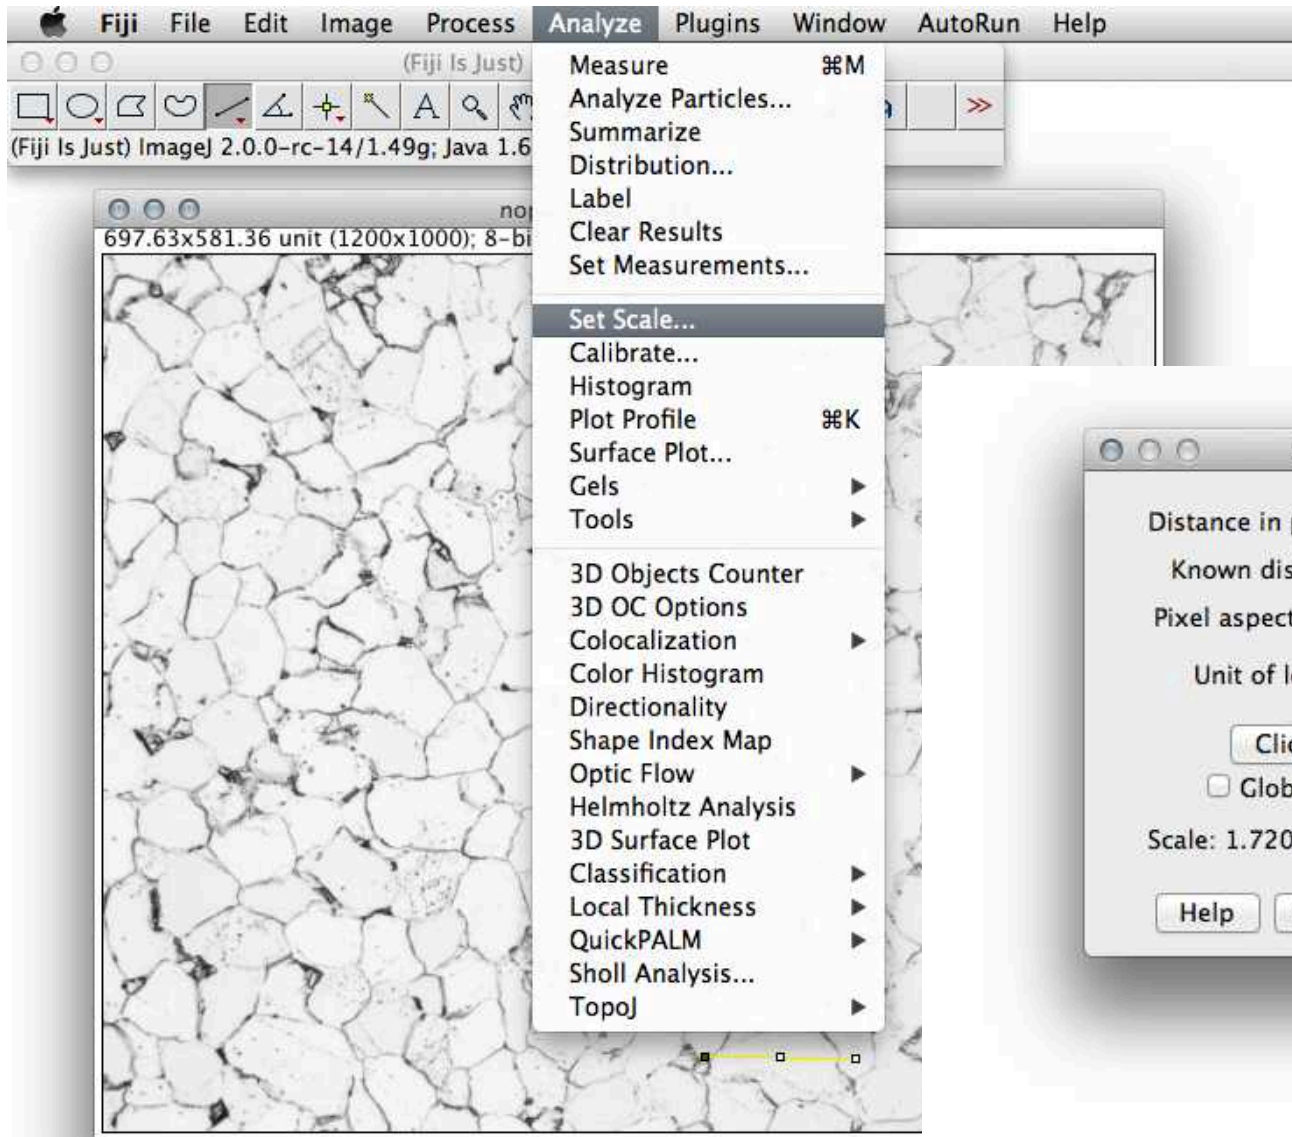 Fiji File Edit Image Process Analyze Plugins Window AutoRun Help
(Fiji Is Just)
(Fiji Is Just) ImageJ 2.0.0-rc-14/1.49g; Java 1.6
697.63x581.36 unit (1200x1000); 8-bi
Measure ⌘M
Analyze Particles...
Summarize
Distribution...
Label
Clear Results
Set Measurements...
Set Scale...
Calibrate...
Histogram
Plot Profile ⌘K
Surface Plot...
Gels
Tools
3D Objects Counter
3D OC Options
Colocalization
Color Histogram
Directionality
Shape Index Map
Optic Flow
Helmholtz Analysis
3D Surface Plot
Classification
Local Thickness
QuickPALM
Sholl Analysis...
TopoJ
Distance in
Known dis
Pixel aspect
Unit of l
Cli
Glob
Scale: 1.720
Help